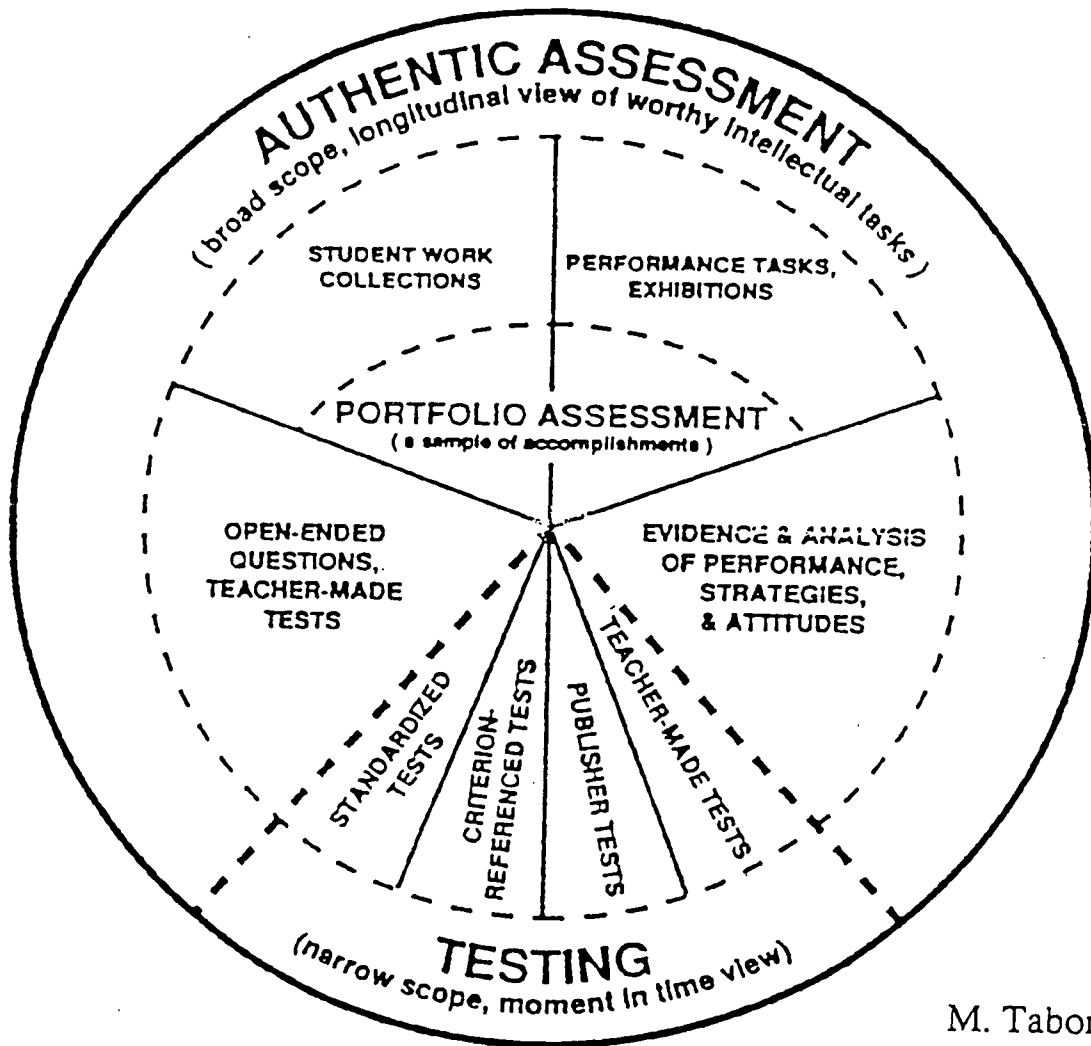 AUTHENTIC ASSESSMENT
(broad scope, longitudinal view of worthy intellectual tasks)
STUDENT WORK
COLLECTIONS
PERFORMANCE TASKS,
EXHIBITIONS
PORTFOLIO ASSESSMENT
(a sample of accomplishments)
OPEN-ENDED
QUESTIONS,
TEACHER-MADE
TESTS
EVIDENCE & ANALYSIS
OF PERFORMANCE,
STRATEGIES,
& ATTITUDES
STANDARDIZED
TESTS
CRITERION-
REFERENCED TESTS
PUBLISHER TESTS
TEACHER-MADE TESTS
TESTING
(narrow scope, moment in time view)
M. Tabor